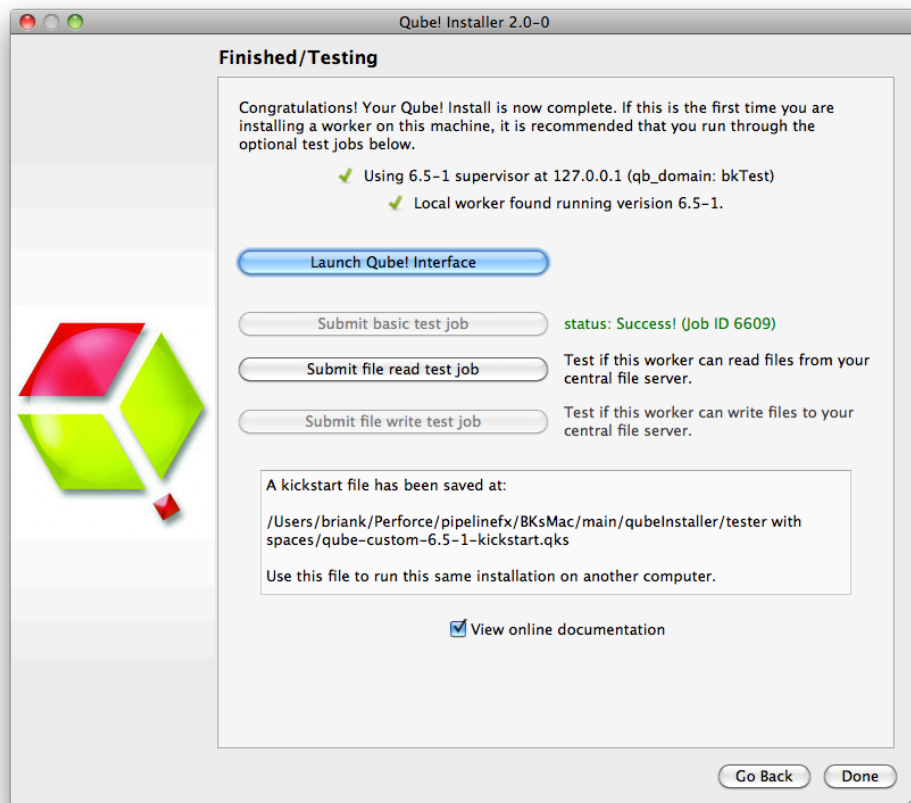 Qube! Installer 2.0-0
Finished/Testing
Congratulations! Your Qube! Install is now complete. If this is the first time you are
installing a worker on this machine, it is recommended that you run through the
optional test jobs below.
Using 6.5-1 supervisor at 127.0.0.1 (qb_domain: bkTest)
Local worker found running verision 6.5-1.
Launch Qube! Interface
Submit basic test job
status: Success! (Job ID 6609)
Submit file read test job
Test if this worker can read files from your
central file server.
Submit file write test job
Test if this worker can write files to your
central file server.
A kickstart file has been saved at:
/Users/briank/Perforce/pipelinefx/BKsMac/main/qubeInstaller/tester with
spaces/qube-custom-6.5-1-kickstart.qks
Use this file to run this same installation on another computer.
View online documentation
Go Back
Done